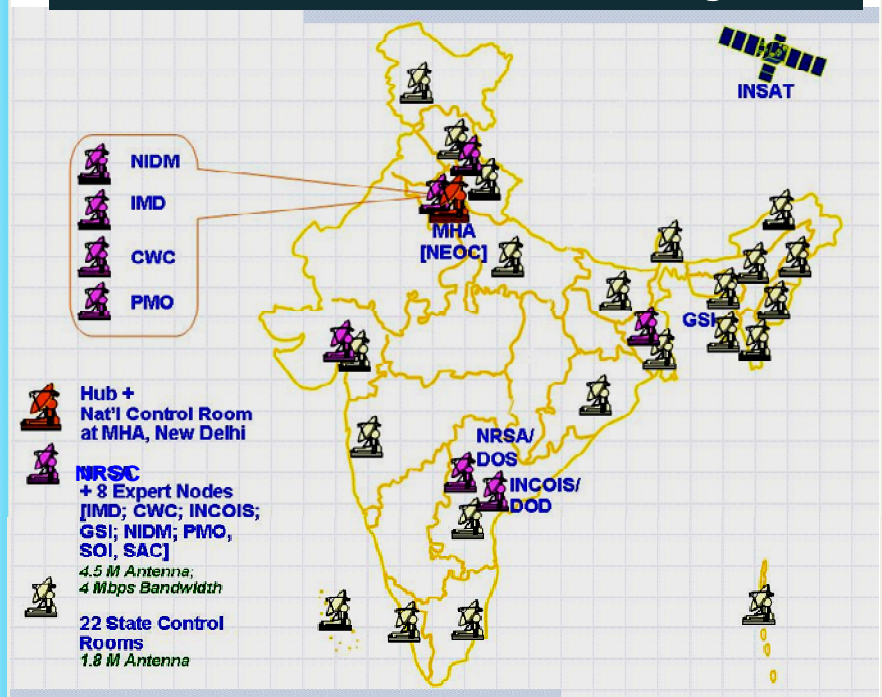 INSAT
NIDM
IMD
CWC
PMO
MHA
[NEOC]
GSI
Hub +
Nat'l Control Room
at MHA, New Delhi
NRSA/
DOS
INCOIS/
DOD
NRSC
+ 8 Expert Nodes
[IMD; CWC; INCOIS;
GSI; NIDM; PMO,
SOI, SAC]
4.5 M Antenna;
4 Mbps Bandwidth
22 State Control
Rooms
1.8 M Antenna